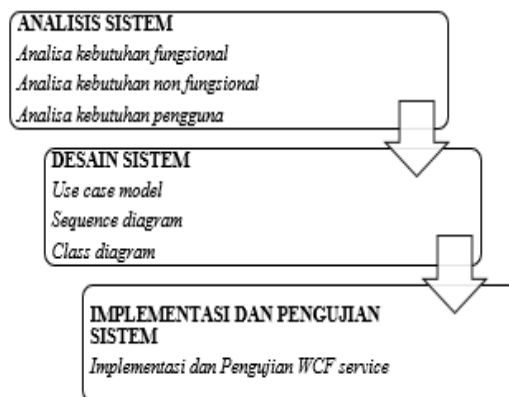 ANALISIS SISTEM
Analisa kebutuhan fungsional
Analisa kebutuhan non fungsional
Analisa kebutuhan pengguna
DESAIN SISTEM
Use case model
Sequence diagram
Class diagram
IMPLEMENTASI DAN PENGUJIAN
SISTEM
Implementasi dan Pengujian WCF service